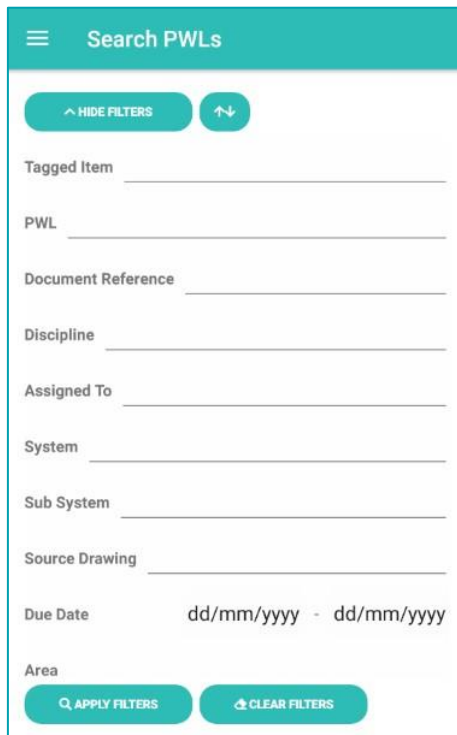 Search PWLs
HIDE FILTERS
Tagged Item
PWL
Document Reference
Discipline
Assigned To
System
Sub System
Source Drawing
Due Date dd/mm/yyyy - dd/mm/yyyy
Area
APPLY FILTERS CLEAR FILTERS